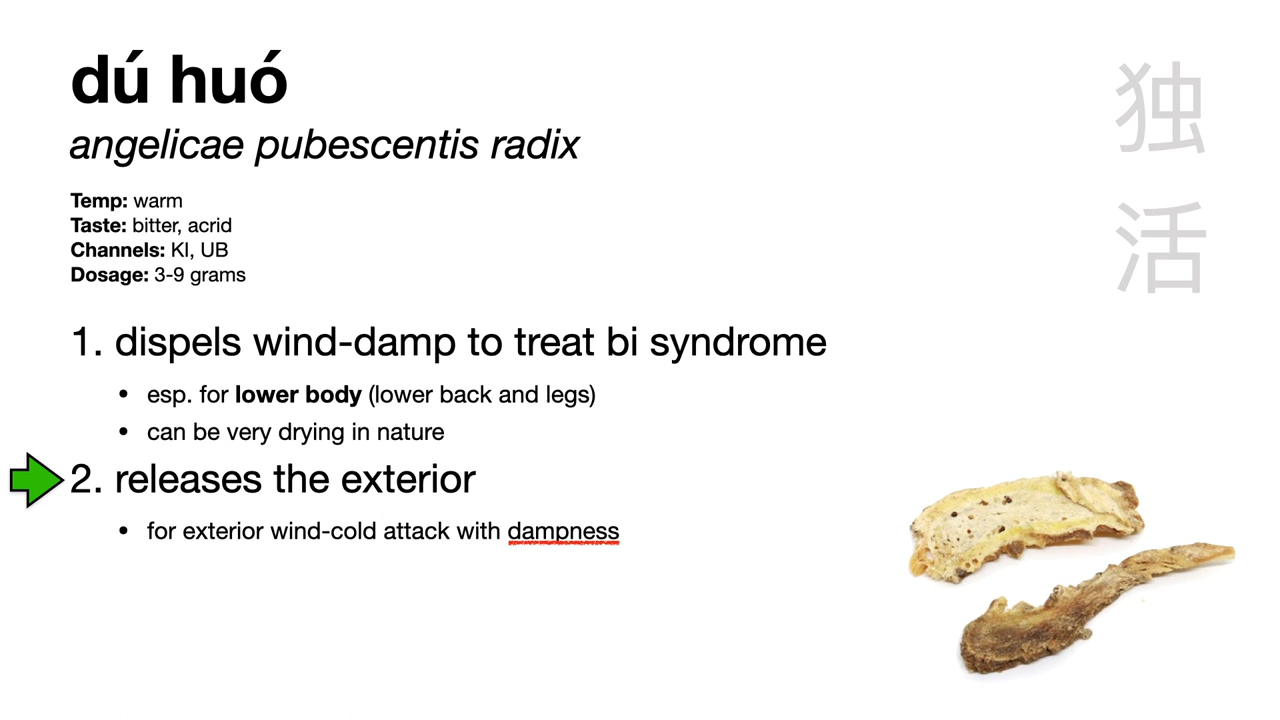 dú huó
angelicae pubescentis radix
独
活
Temp: warm
Taste: bitter, acrid
Channels: KI, UB
Dosage: 3-9 grams
1. dispels wind-damp to treat bi syndrome
• esp. for lower body (lower back and legs)
• can be very drying in nature
2. releases the exterior
• for exterior wind-cold attack with dampness